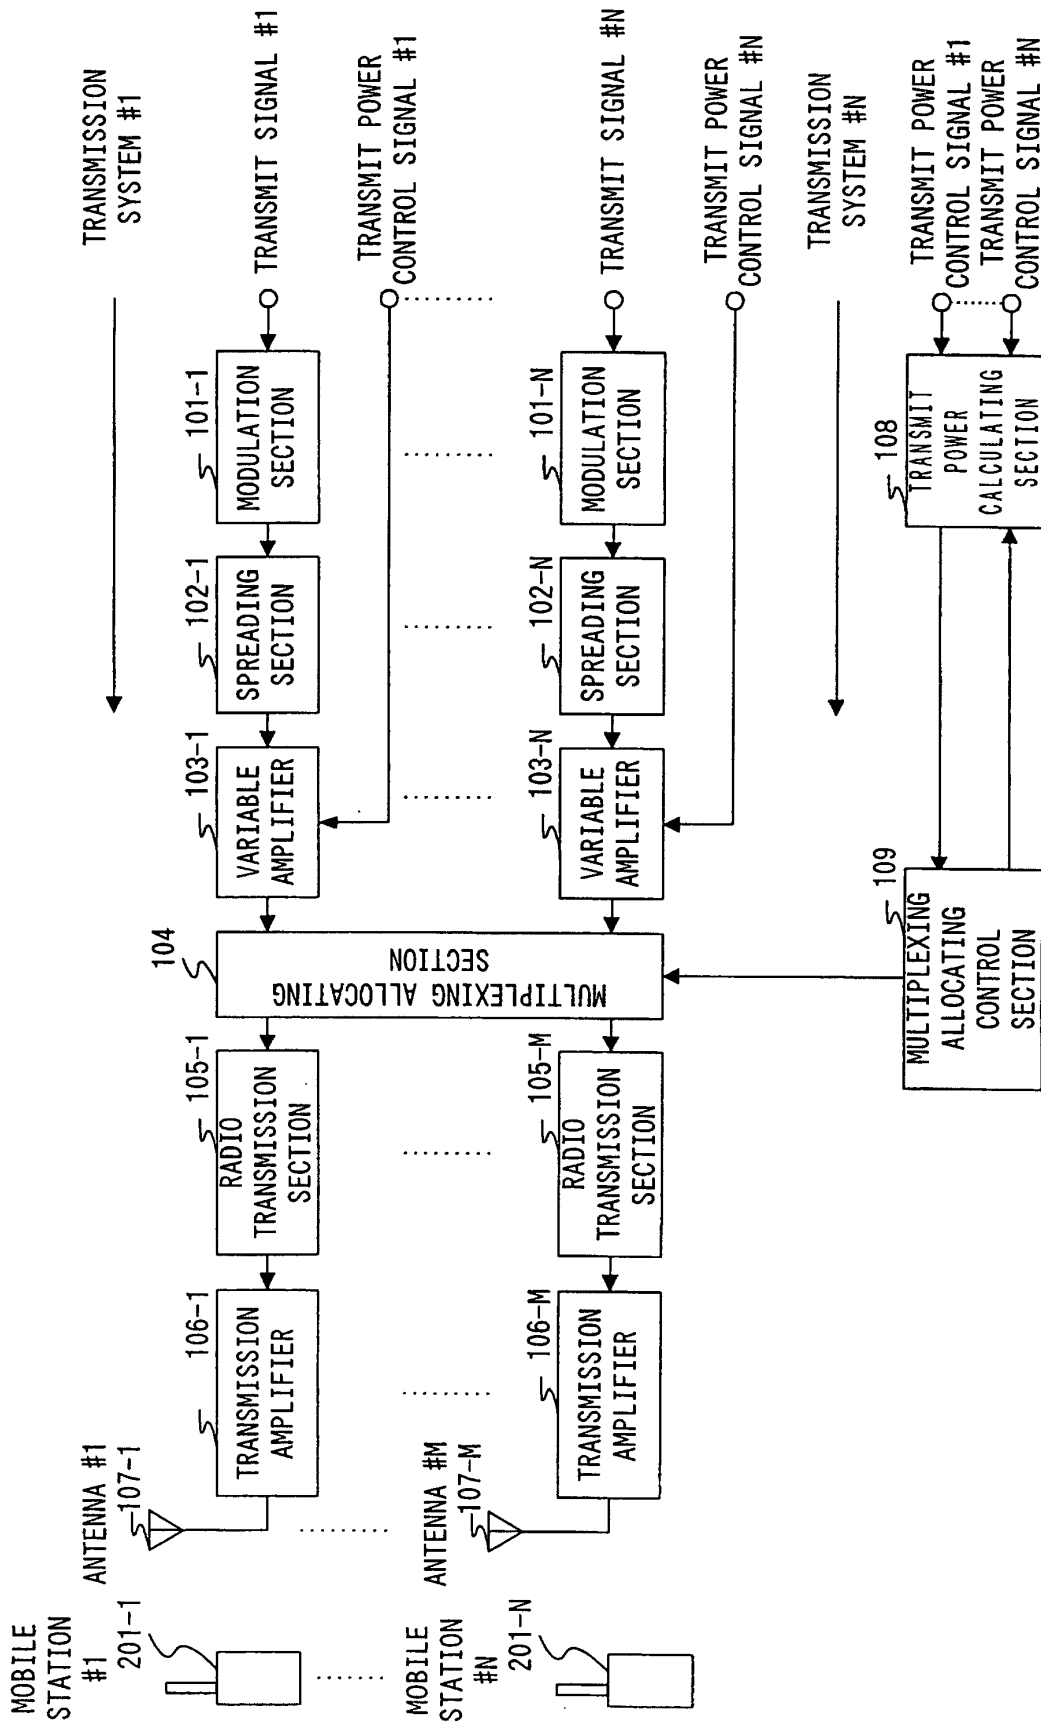 MOBILE
STATION
#1
201-1
ANTENNA #1
107-1
106-1
TRANSMISSION
AMPLIFIER
105-1
RADIO
TRANSMISSION
SECTION
104
MULTIPLEXING ALLOCATING
SECTION
103-1
VARIABLE
AMPLIFIER
102-1
SPREADING
SECTION
101-1
MODULATION
SECTION
TRANSMISSION
SYSTEM #1
TRANSMIT SIGNAL #1
TRANSMIT POWER
CONTROL SIGNAL #1
MOBILE
STATION
#N
201-N
ANTENNA #M
107-M
106-M
TRANSMISSION
AMPLIFIER
105-M
RADIO
TRANSMISSION
SECTION
103-N
VARIABLE
AMPLIFIER
102-N
SPREADING
SECTION
101-N
MODULATION
SECTION
TRANSMIT SIGNAL #N
TRANSMIT POWER
CONTROL SIGNAL #N
TRANSMISSION
SYSTEM #N
109
MULTIPLEXING
ALLOCATING
CONTROL
SECTION
108
TRANSMIT
POWER
CALCULATING
SECTION
TRANSMIT POWER
CONTROL SIGNAL #1
TRANSMIT POWER
CONTROL SIGNAL #N